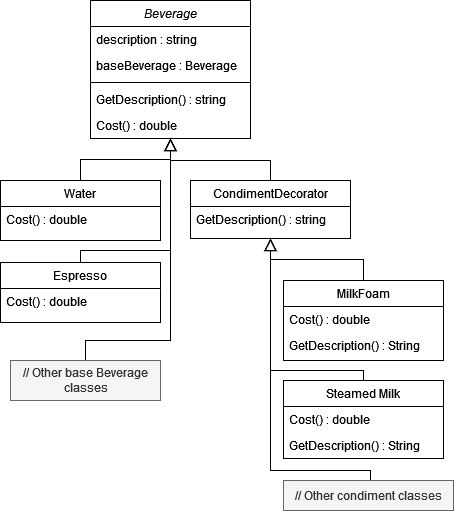 Beverage
description : string
baseBeverage : Beverage
GetDescription() : string
Cost() : double
Water
Cost() : double
CondimentDecorator
GetDescription() : string
Espresso
Cost() : double
MilkFoam
Cost() : double
GetDescription() : String
// Other base Beverage
classes
Steamed Milk
Cost() : double
GetDescription() : String
// Other condiment classes